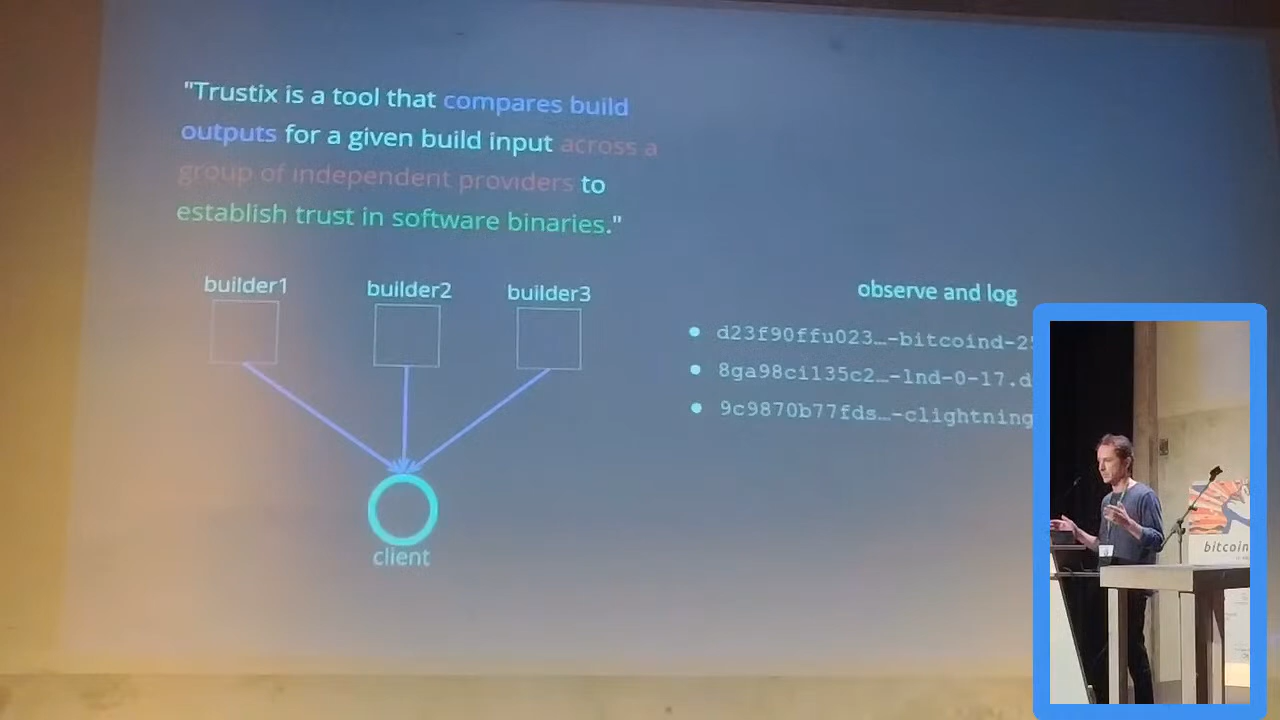 "Trustix is a tool that compares build
outputs for a given build input across a
group of independent providers to
establish trust in software binaries."
builder1
builder2
builder3
client
observe and log
d23f90ffu023…-bitcoind-2
8ga98ci135c2…-lnd-0-17.d
9c9870b77fds…-clightning
bitcoin